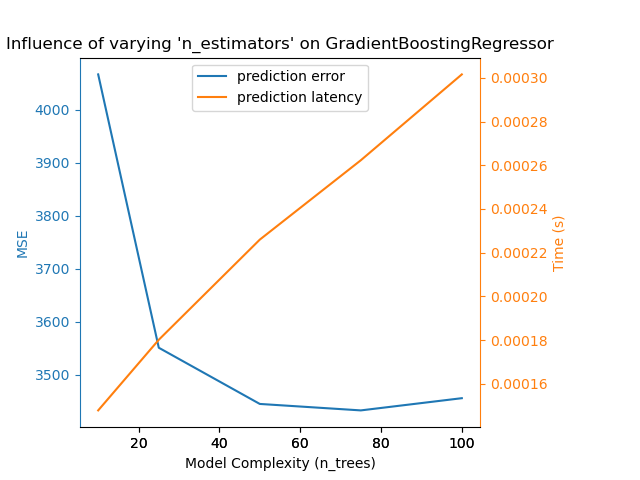 Influence of varying 'n_estimators' on GradientBoostingRegressor
prediction error
prediction latency
4000
3900
3800
3700
3600
3500
MSE
0.00030
0.00028
0.00026
0.00024
0.00022
0.00020
0.00018
0.00016
Time (s)
20 40 60 80 100
Model Complexity (n_trees)